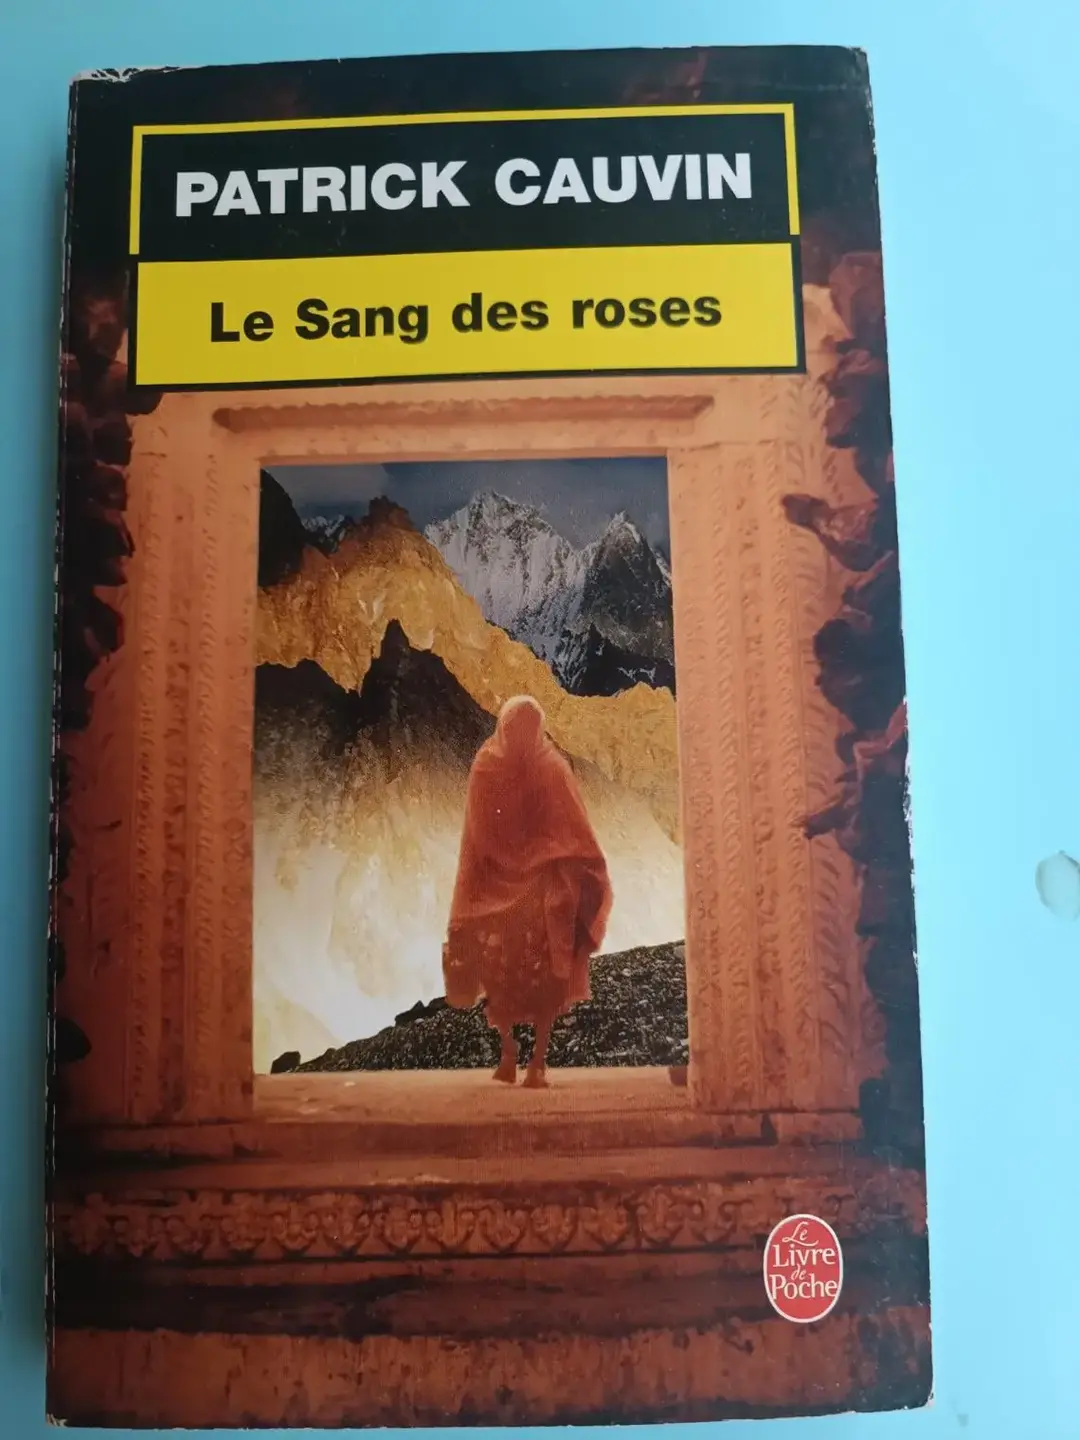 PATRICK CAUVIN
Le Sang des roses
Le
Livre
de
Poche